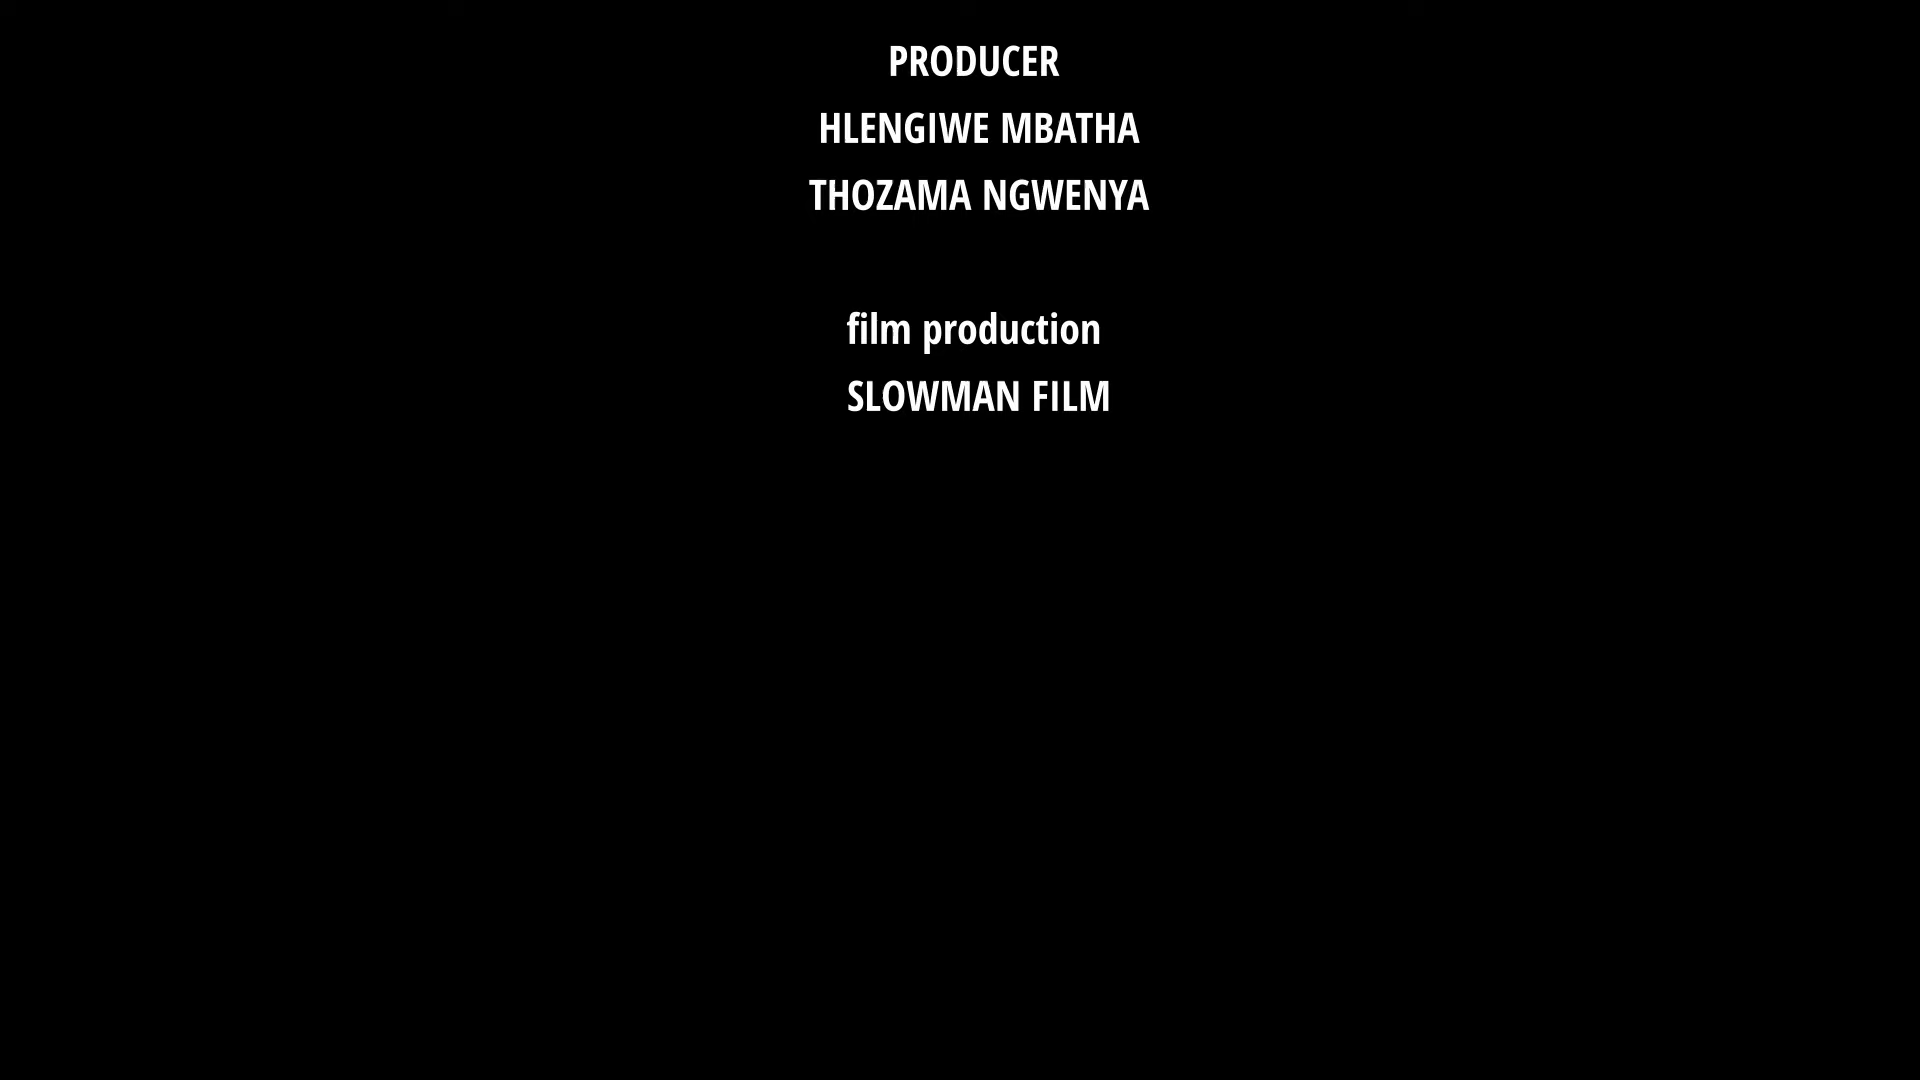 PRODUCER
HLENGIWE MBATHA
THOZAMA NGWENYA
film production
SLOWMAN FILM